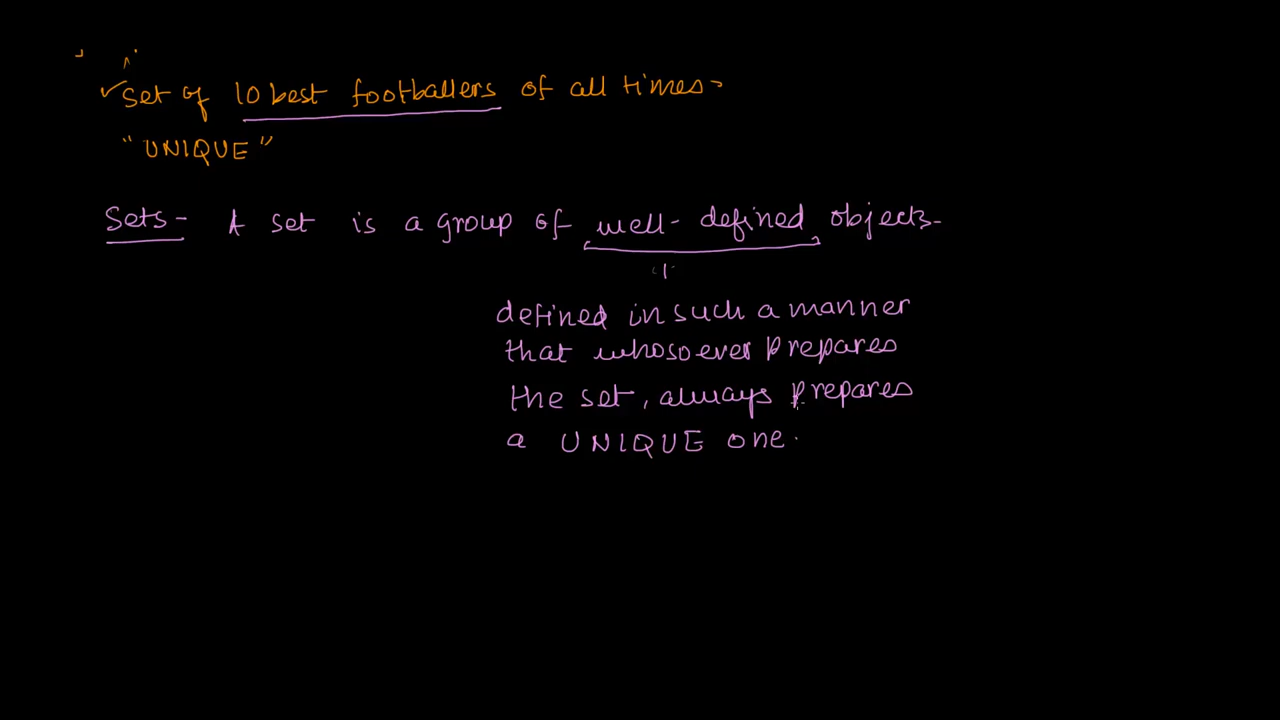 Set of 10 best footballers of all times-
"UNIQUE"
Sets- A set is a group of well-defined objects-
defined in such a manner
that whosoever prepares
the set, always prepares
a UNIQUE one.